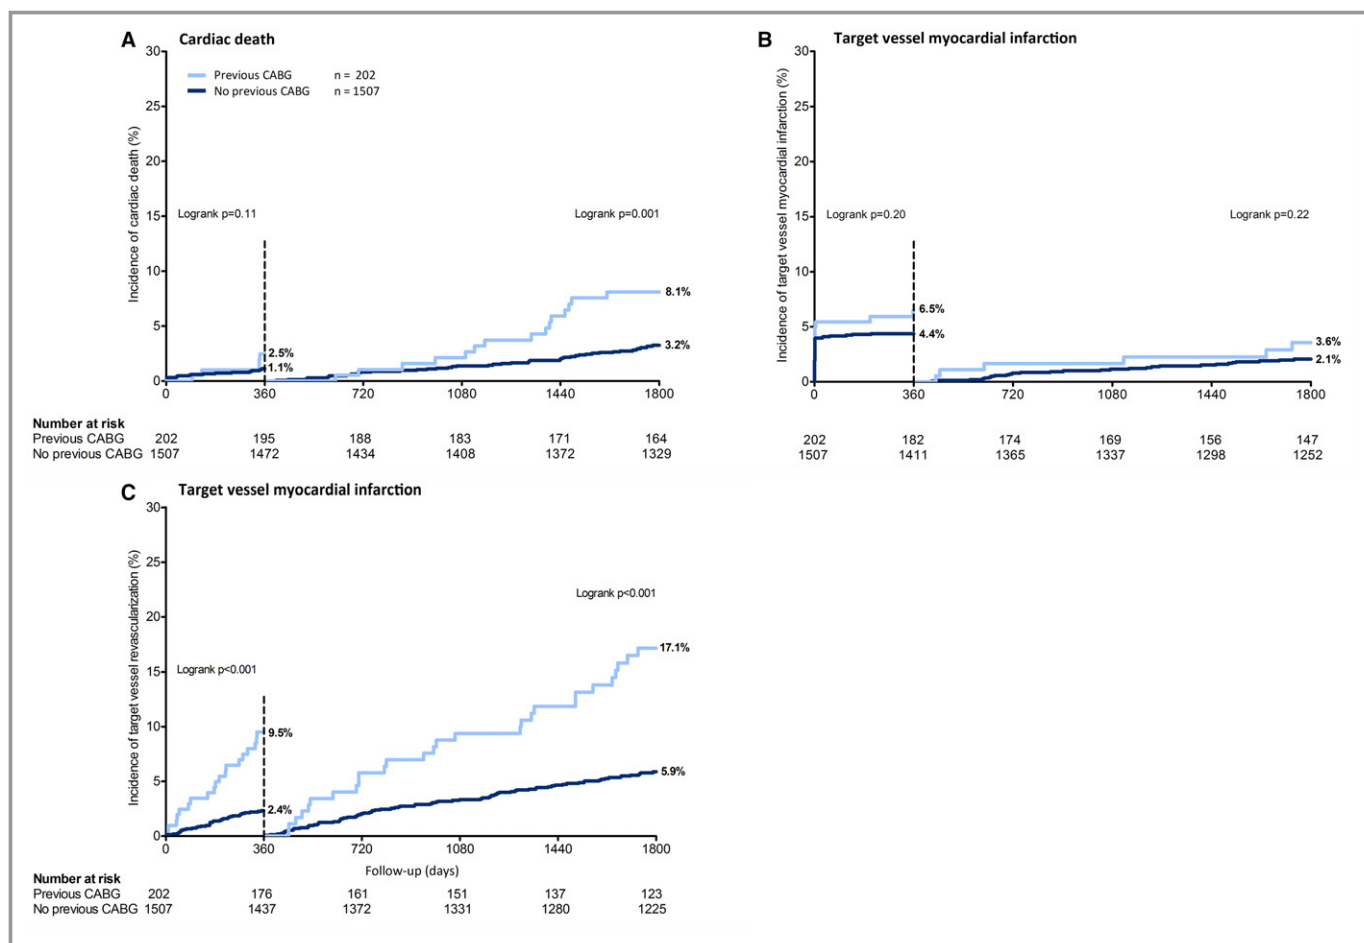 A Cardiac death
30
25
20
15
10
5
0
Incidence of cardiac death (%)
Previous CABG n = 202
No previous CABG n = 1507
Logrank p=0.11
Logrank p=0.001
2.5%
1.1%
8.1%
3.2%
0 360 720 1080 1440 1800
Number at risk
Previous CABG 202 195 188 183 171 164
No previous CABG 1507 1472 1434 1408 1372 1329
B Target vessel myocardial infarction
30
25
20
15
10
5
0
Incidence of target vessel myocardial infarction (%)
Logrank p=0.20
Logrank p=0.22
6.5%
4.4%
3.6%
2.1%
0 360 720 1080 1440 1800
202 182 174 169 156 147
1507 1411 1365 1337 1298 1252
C Target vessel myocardial infarction
30
25
20
15
10
5
0
Incidence of target vessel revascularization (%)
Logrank p<0.001
Logrank p<0.001
9.5%
2.4%
17.1%
5.9%
0 360 720 1080 1440 1800
Follow-up (days)
Number at risk
Previous CABG 202 176 161 151 137 123
No previous CABG 1507 1437 1372 1331 1280 1225